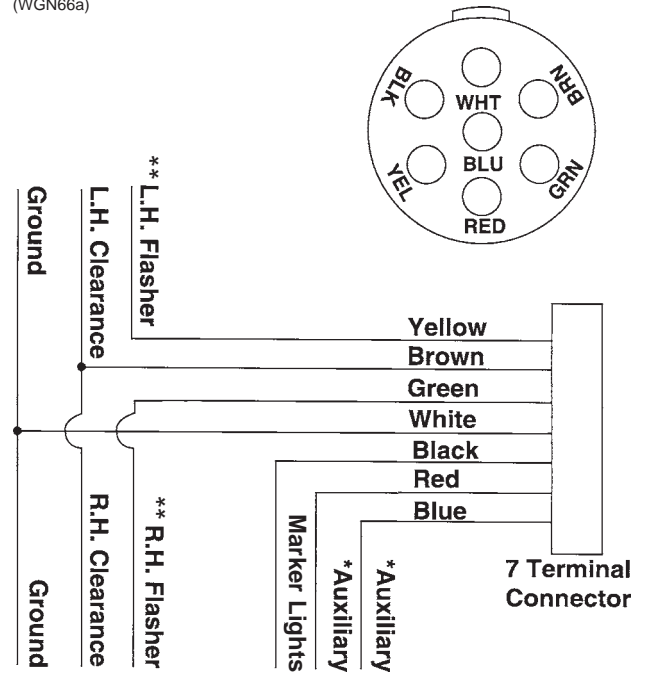 (WGN66a)
BLK
WHT
BRN
YEL
BLU
GRN
RED
Ground
L.H. Clearance
** L.H. Flasher
Yellow
Brown
Green
White
Black
Red
Blue
Ground
R.H. Clearance
** R.H. Flasher
Marker Lights
*Auxiliary
*Auxiliary
7 Terminal
Connector